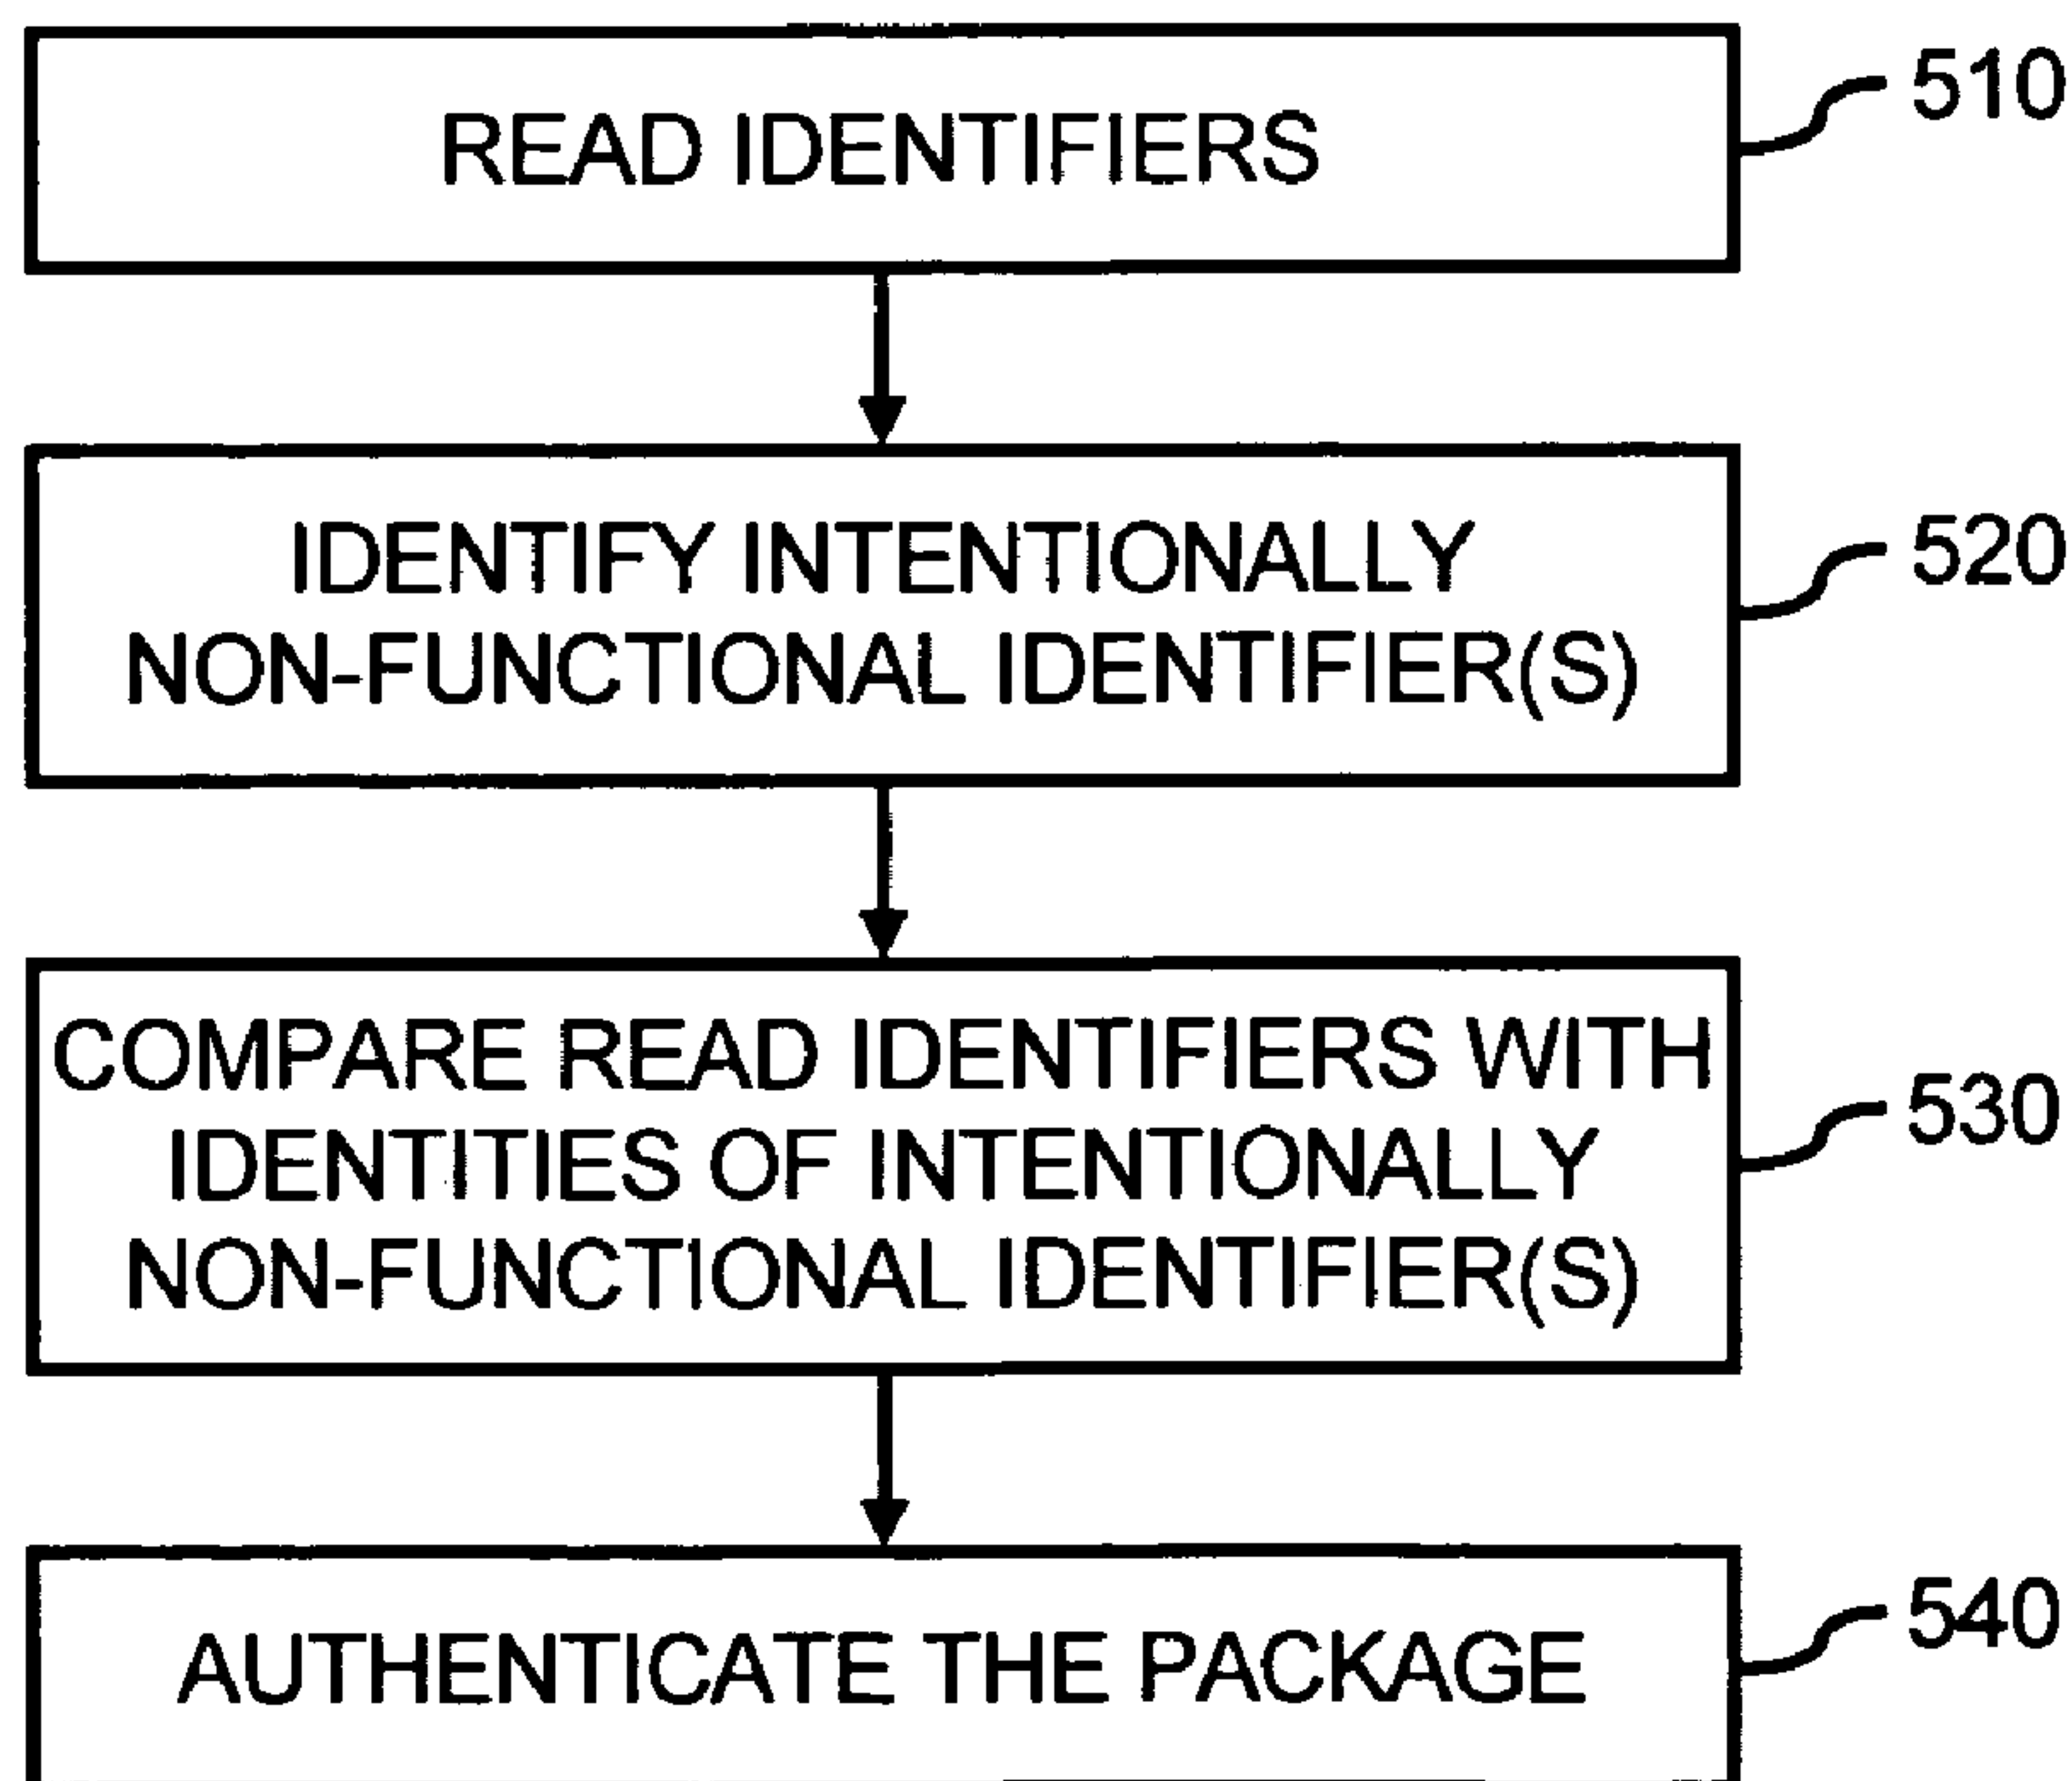 READ IDENTIFIERS
510
IDENTIFY INTENTIONALLY
NON-FUNCTIONAL IDENTIFIER(S)
520
COMPARE READ IDENTIFIERS WITH
IDENTITIES OF INTENTIONALLY
NON-FUNCTIONAL IDENTIFIER(S)
530
AUTHENTICATE THE PACKAGE
540